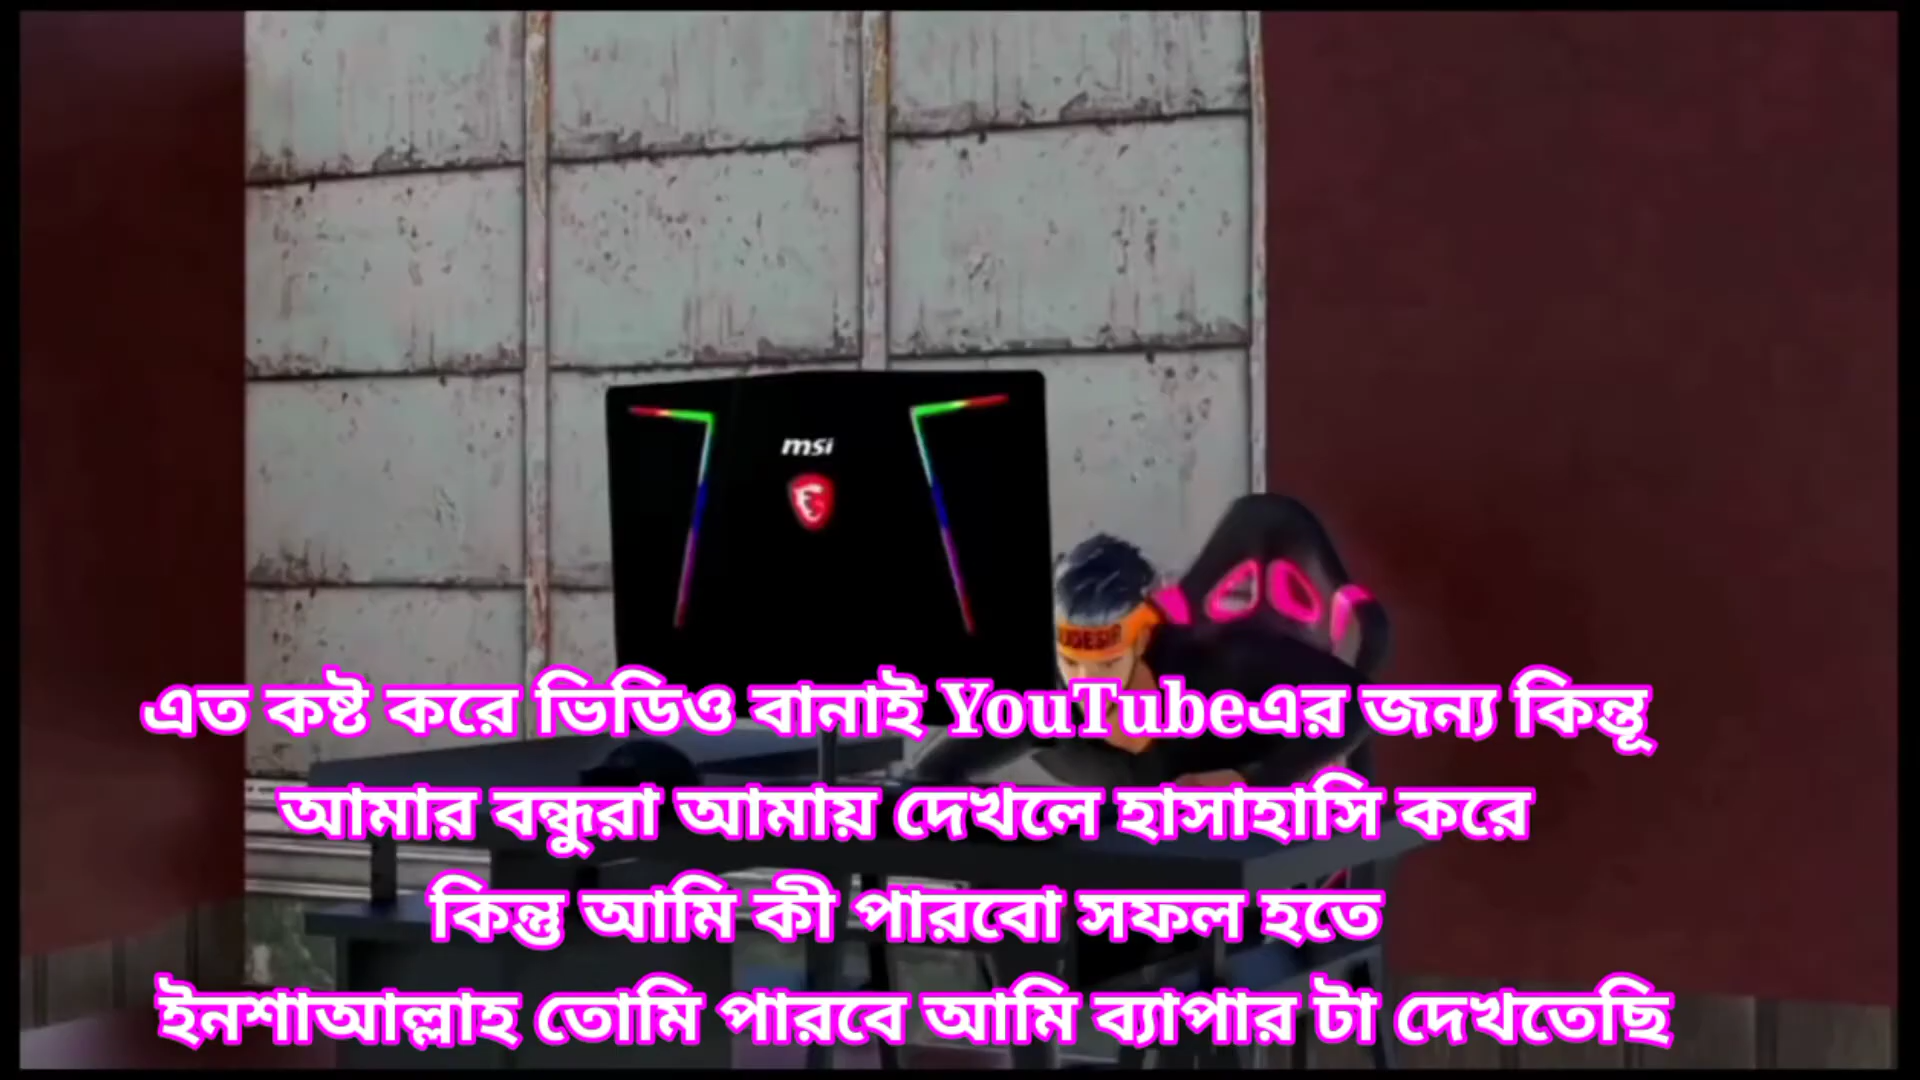 msi
এত কষ্ট করে ভিডিও বানাই YouTubeএর জন্য কিন্তূ
আমার বন্ধুরা আমায় দেখলে হাসাহাসি করে
কিন্তু আমি কী পারবো সফল হতে
ইনশাআল্লাহ তোমি পারবে আমি ব্যাপার টা দেখতেছি